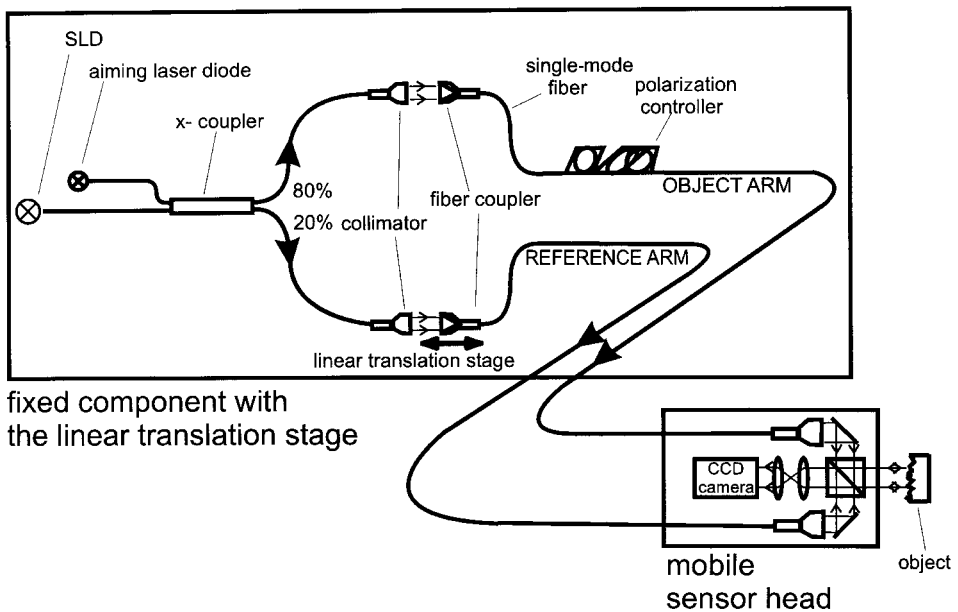 SLD
aiming laser diode
x- coupler
single-mode
fiber
polarization
controller
80%
20%
collimator
fiber coupler
OBJECT ARM
REFERENCE ARM
linear translation stage
fixed component with
the linear translation stage
CCD
camera
object
mobile
sensor head